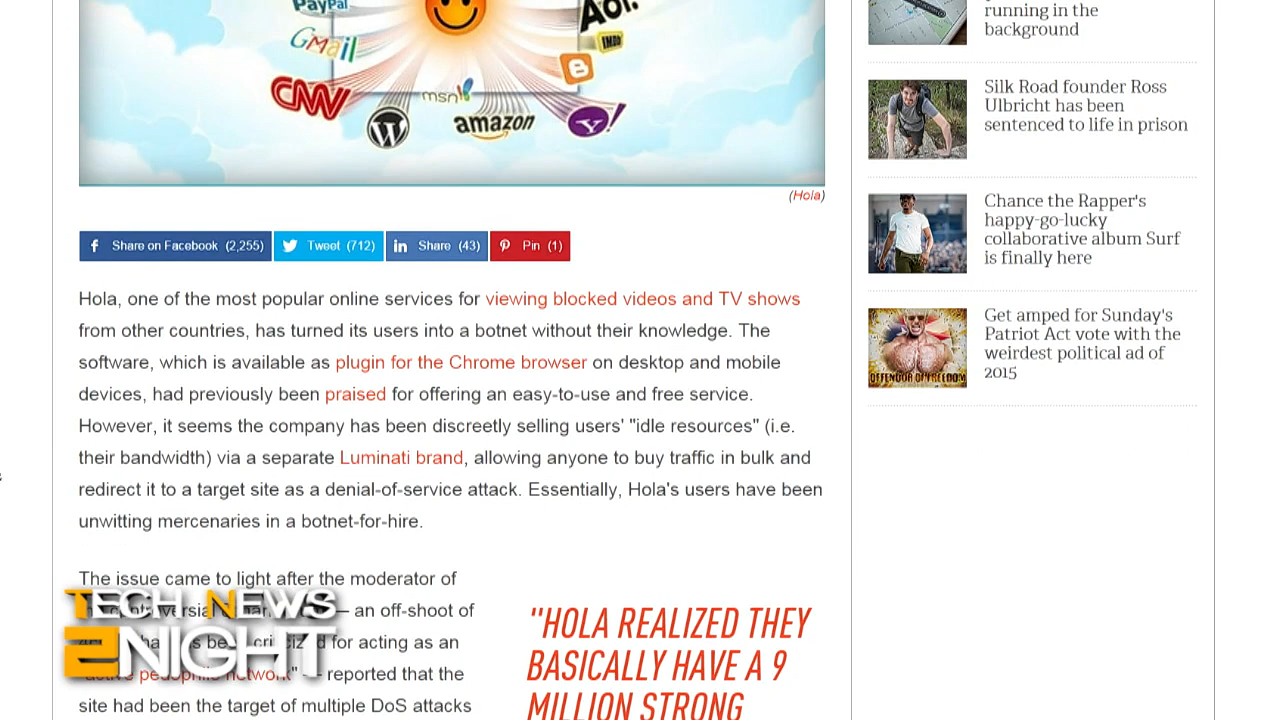 PayPal
Gmail
CNN
msn
amazon
Y!
Aol.
IMDb
(Hola)
Share on Facebook (2,255)
Tweet (712)
Share (43)
Pin (1)
Hola, one of the most popular online services for viewing blocked videos and TV shows
from other countries, has turned its users into a botnet without their knowledge. The
software, which is available as plugin for the Chrome browser on desktop and mobile
devices, had previously been praised for offering an easy-to-use and free service.
However, it seems the company has been discreetly selling users' "idle resources" (i.e.
their bandwidth) via a separate Luminati brand, allowing anyone to buy traffic in bulk and
redirect it to a target site as a denial-of-service attack. Essentially, Hola's users have been
unwitting mercenaries in a botnet-for-hire.
The issue came to light after the moderator of
— an off-shoot of
for acting as an
" — reported that the
site had been the target of multiple DoS attacks
"HOLA REALIZED THEY
BASICALLY HAVE A 9
MILLION STRONG
TECH NEWS
2NIGHT
running in the
background
Silk Road founder Ross
Ulbricht has been
sentenced to life in prison
Chance the Rapper's
happy-go-lucky
collaborative album Surf
is finally here
Get amped for Sunday's
Patriot Act vote with the
weirdest political ad of
2015
OFFENDOR OF FREEDOM